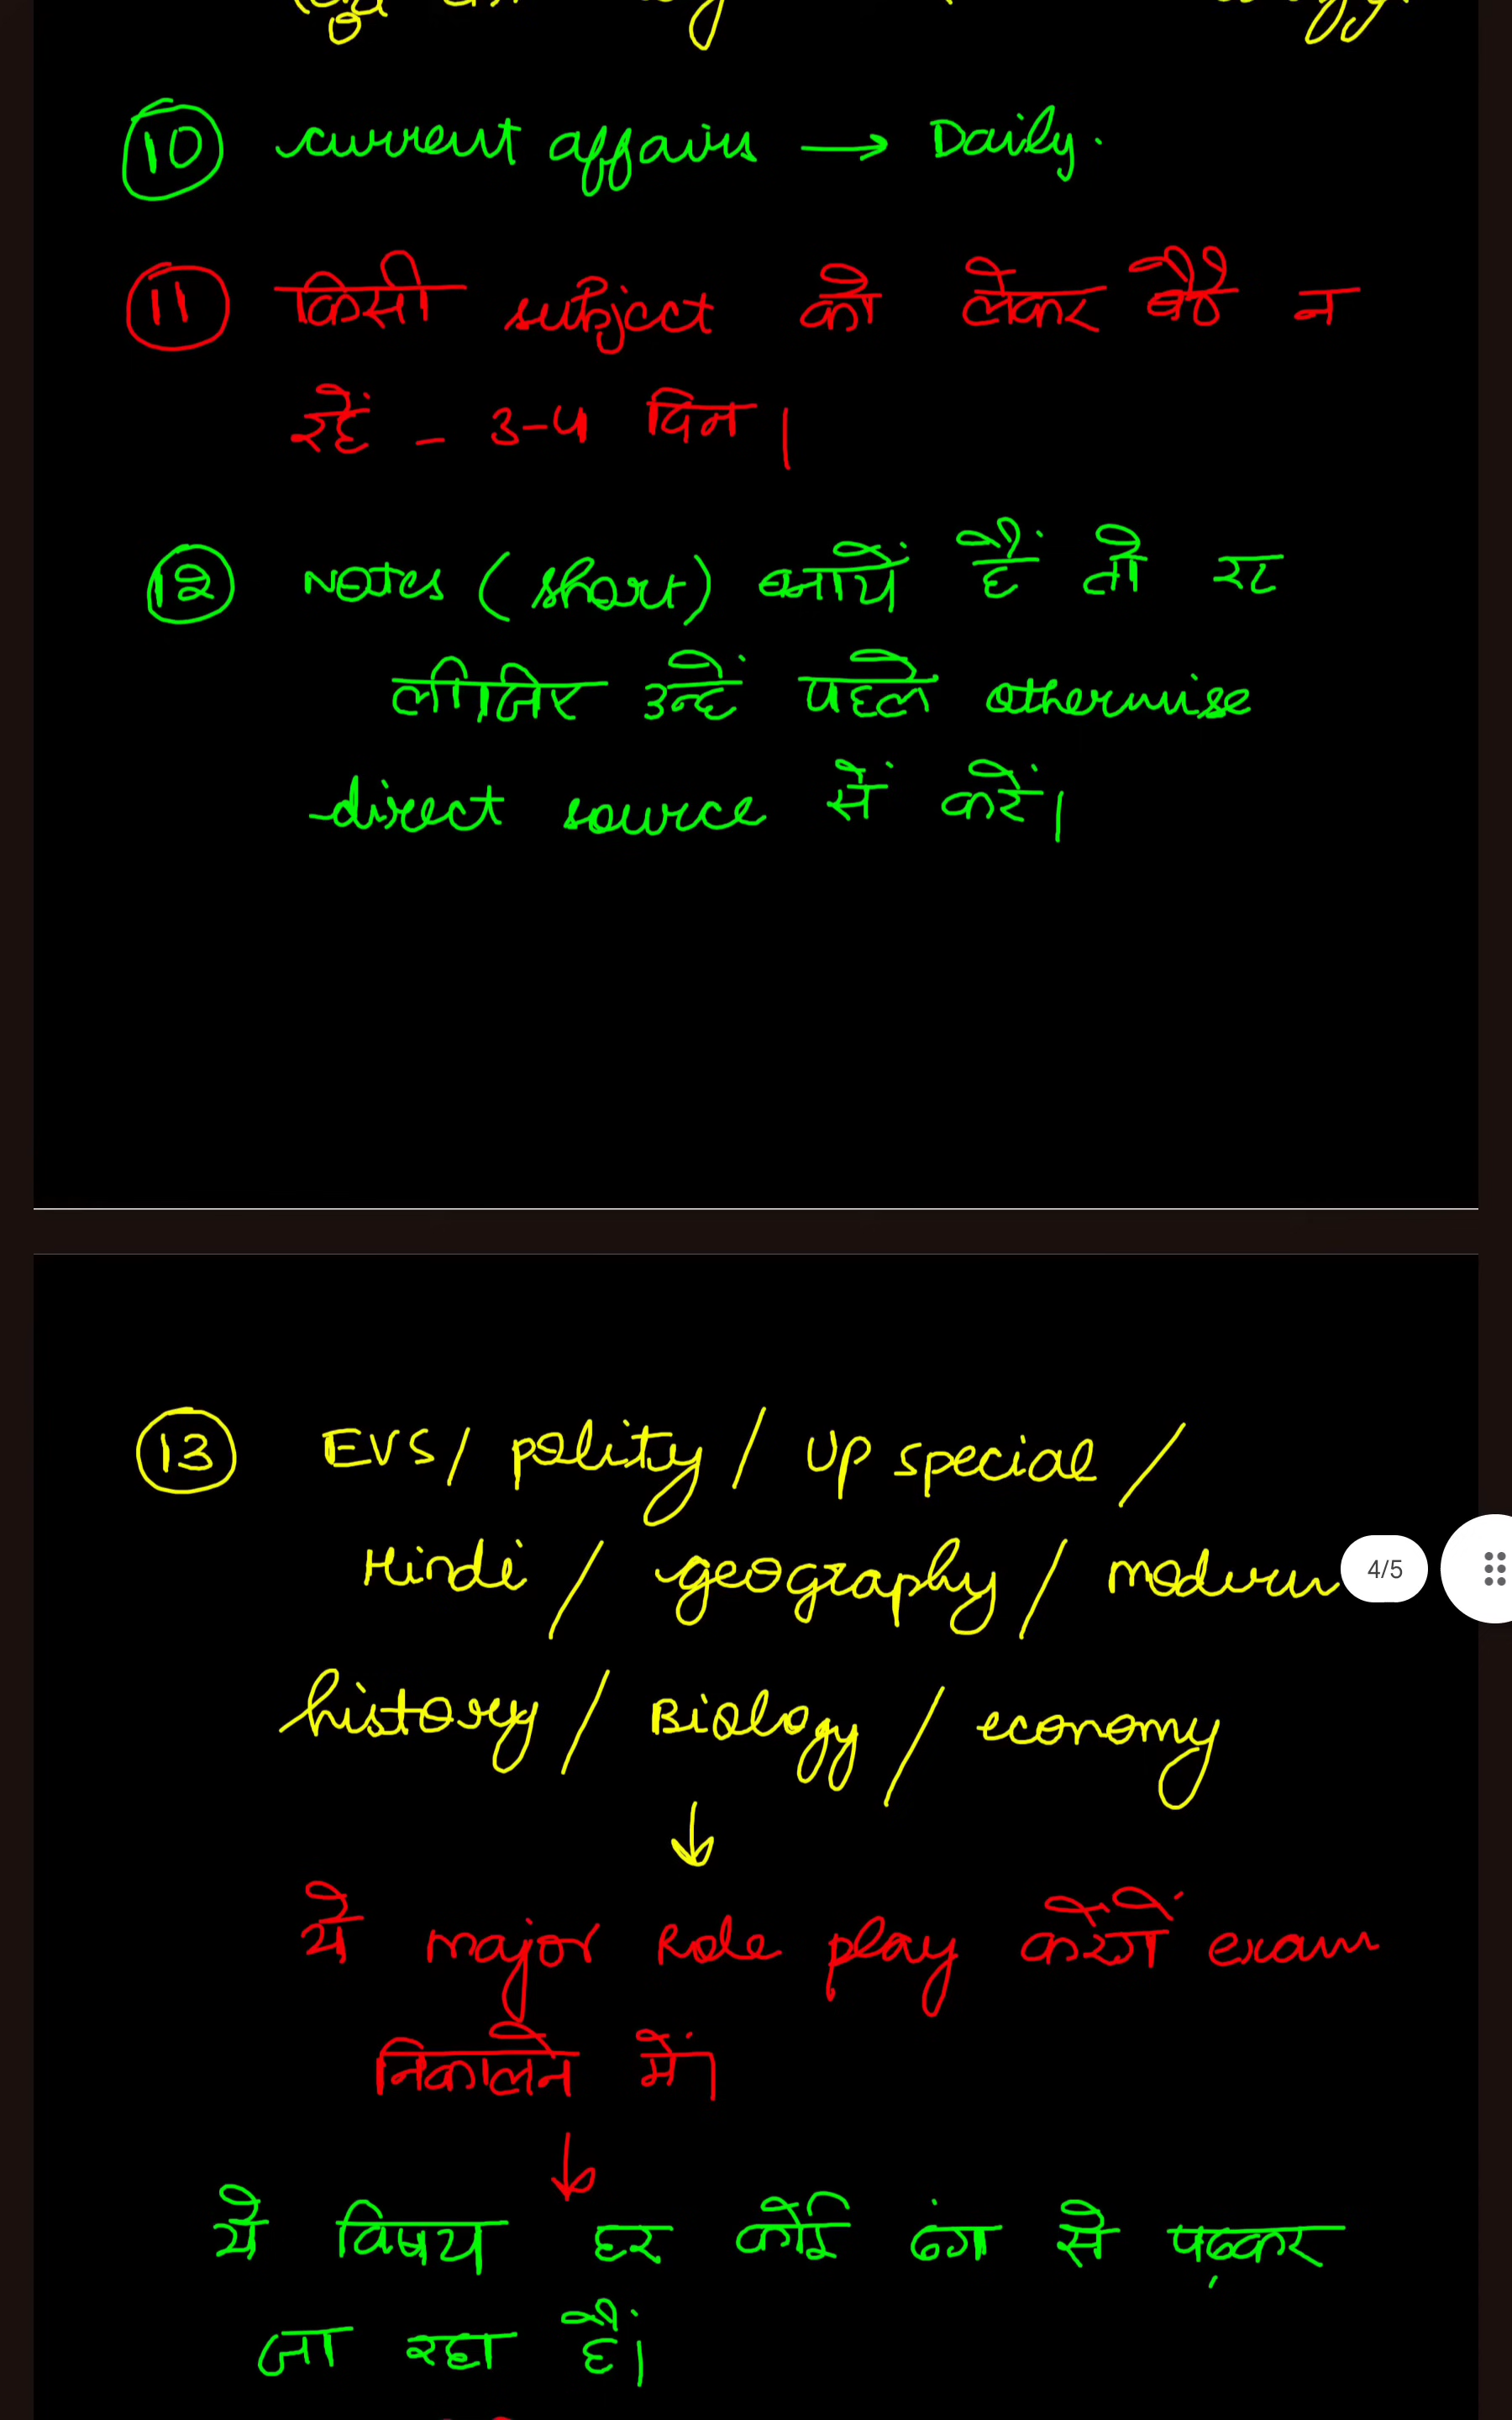 10 current affairs → Daily.
11 किसी subject को लेकर बैठे न
रहें - 3-4 दिन।
12 Notes (short) बनायें हैं तो रट
लीजिए उन्हें पहले otherwise
direct source सें करें।
13 EVS / polity / UP special /
Hindi / geography / modern
4/5
history / Biology / economy
↓
ये major Role play करेगें exam
निकालने में।
↓
ये विषय हर कोई ढंग से पढ़कर
जा रहा हैं।